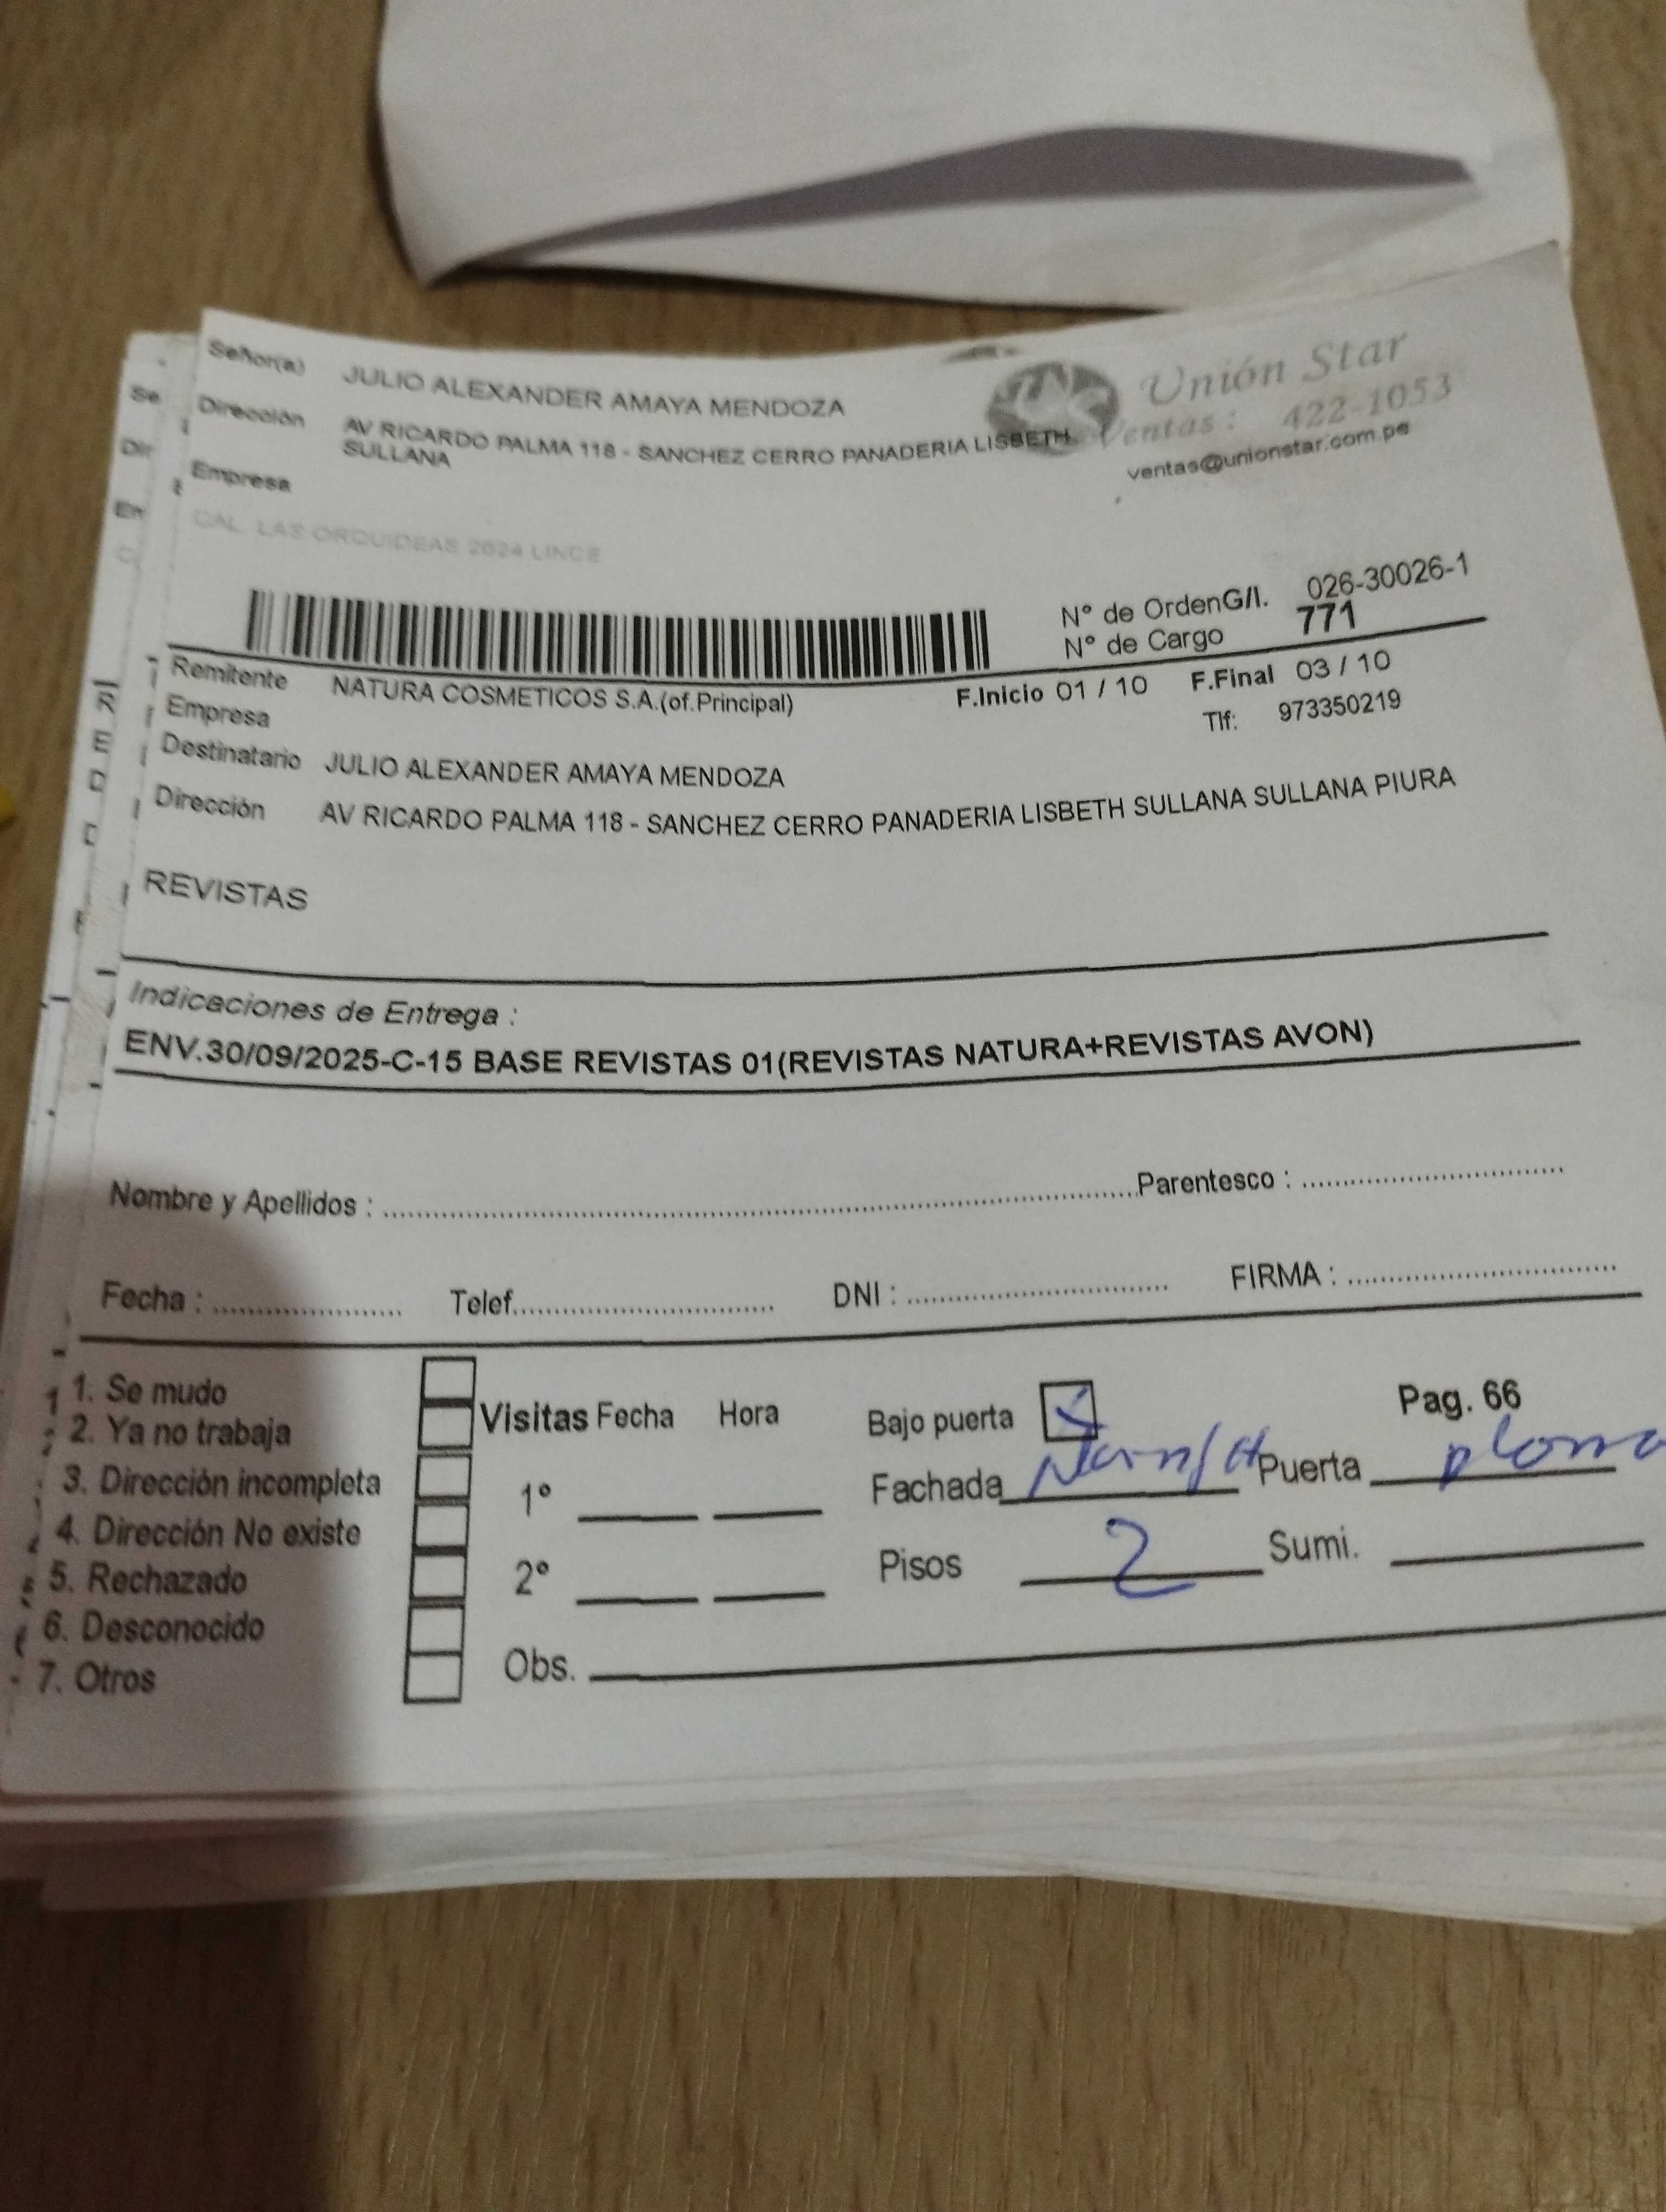 Señor(a) JULIO ALEXANDER AMAYA MENDOZA
Dirección AV RICARDO PALMA 118 - SANCHEZ CERRO PANADERIA LISBETH
SULLANA
Empresa
Unión Star
Ventas : 422-1053
ventas@unionstar.com.pe
CAL. LAS ORQUIDEAS 2624 LINCE
N° de OrdenG/I. 026-30026-1
N° de Cargo 771
Remitente NATURA COSMETICOS S.A.(of.Principal) F.Inicio 01 / 10 F.Final 03 / 10
Empresa Tlf: 973350219
Destinatario JULIO ALEXANDER AMAYA MENDOZA
Dirección AV RICARDO PALMA 118 - SANCHEZ CERRO PANADERIA LISBETH SULLANA SULLANA PIURA
REVISTAS
Indicaciones de Entrega :
ENV.30/09/2025-C-15 BASE REVISTAS 01(REVISTAS NATURA+REVISTAS AVON)
Nombre y Apellidos : Parentesco :
Fecha : Telef. DNI : FIRMA :
1. Se mudo
2. Ya no trabaja
3. Dirección incompleta
4. Dirección No existe
5. Rechazado
6. Desconocido
7. Otros
Visitas Fecha Hora
1°
2°
Obs.
Bajo puerta Pag. 66
Fachada Puerta plomo
Pisos 2 Sumi.
Se
Dir
En
C
R
E
D